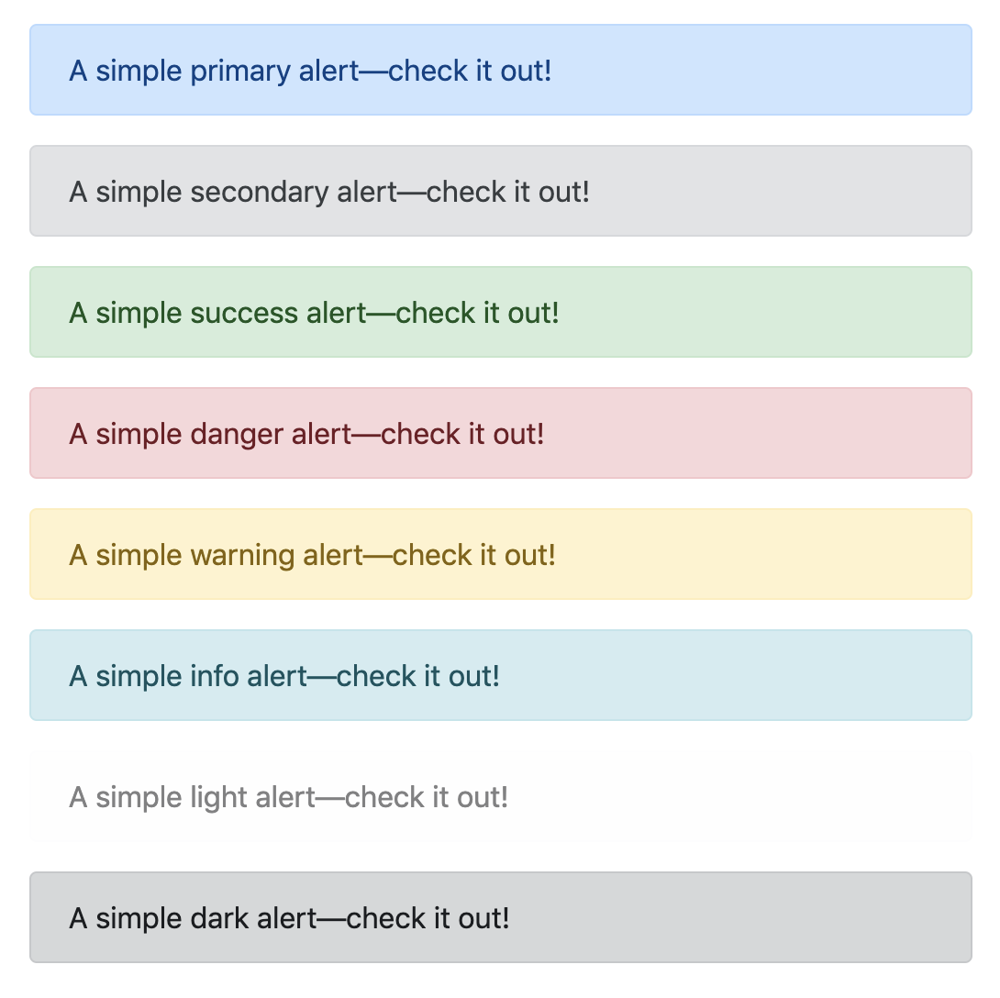 A simple primary alert—check it out!
A simple secondary alert—check it out!
A simple success alert—check it out!
A simple danger alert—check it out!
A simple warning alert—check it out!
A simple info alert—check it out!
A simple light alert—check it out!
A simple dark alert—check it out!